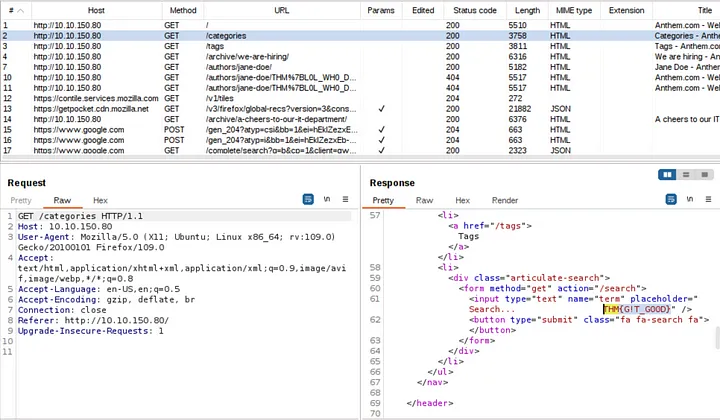 # Host Method URL Params Edited Status code Length MIME type Extension Title
1 http://10.10.150.80 GET / 200 5510 HTML Anthem.com - Wel
2 http://10.10.150.80 GET /categories 200 3758 HTML Categories - Anthe
3 http://10.10.150.80 GET /tags 200 3811 HTML Tags - Anthem.com
4 http://10.10.150.80 GET /archive/we-are-hiring/ 200 6316 HTML We are hiring - Ant
7 http://10.10.150.80 GET /authors/jane-doe/ 200 5182 HTML Jane Doe - Anthem
10 http://10.10.150.80 GET /authors/jane-doe/THM%7BL0L_WH0_D... 404 5517 HTML Anthem.com - Wel
11 http://10.10.150.80 GET /authors/jane-doe/THM%7BL0L_WH0_D... 404 5517 HTML Anthem.com - Wel
12 https://contile.services.mozilla.com GET /v1/tiles 204 272
13 https://getpocket.cdn.mozilla.net GET /v3/firefox/global-recs?version=3&cons... ✓ 200 21882 JSON
14 http://10.10.150.80 GET /archive/a-cheers-to-our-it-department/ 200 6376 HTML A cheers to our IT
15 https://www.google.com POST /gen_204?atyp=csi&bb=1&ei=hEklZezxE... ✓ 204 663 HTML
16 https://www.google.com POST /gen_204?atyp=i&bb=1&ei=hEklZezxEb-... ✓ 204 663 HTML
17 https://www.google.com GET ✓ 200 2323 JSON
Request
Pretty Raw Hex
\n
1 GET /categories HTTP/1.1
2 Host: 10.10.150.80
3 User-Agent: Mozilla/5.0 (X11; Ubuntu; Linux x86_64; rv:109.0)
Gecko/20100101 Firefox/109.0
4 Accept:
text/html,application/xhtml+xml,application/xml;q=0.9,image/avi
f,image/webp,*/*;q=0.8
5 Accept-Language: en-US,en;q=0.5
6 Accept-Encoding: gzip, deflate, br
7 Connection: close
8 Referer: http://10.10.150.80/
9 Upgrade-Insecure-Requests: 1
10
11
Response
Pretty Raw Hex Render
\n
57 <li>
<a href="/tags">
Tags
</a>
</li>
58 <li>
59 <div class="articulate-search">
60 <form method="get" action="/search">
61 <input type="text" name="term" placeholder="
Search... THM{G!T_G00D}" />
62 <button type="submit" class="fa fa-search fa">
</button>
63 </form>
64 </div>
65 </li>
66 </ul>
67 </nav>
68
69 </header>
70